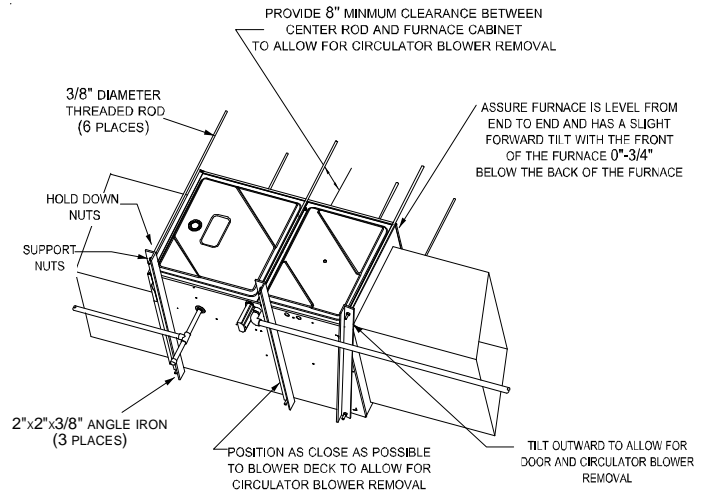 PROVIDE 8" MINMUM CLEARANCE BETWEEN
CENTER ROD AND FURNACE CABINET
TO ALLOW FOR CIRCULATOR BLOWER REMOVAL
3/8" DIAMETER
THREADED ROD
(6 PLACES)
ASSURE FURNACE IS LEVEL FROM
END TO END AND HAS A SLIGHT
FORWARD TILT WITH THE FRONT
OF THE FURNACE 0"-3/4"
BELOW THE BACK OF THE FURNACE
HOLD DOWN
NUTS
SUPPORT
NUTS
2"x2"x3/8" ANGLE IRON
(3 PLACES)
POSITION AS CLOSE AS POSSIBLE
TO BLOWER DECK TO ALLOW FOR
CIRCULATOR BLOWER REMOVAL
TILT OUTWARD TO ALLOW FOR
DOOR AND CIRCULATOR BLOWER
REMOVAL